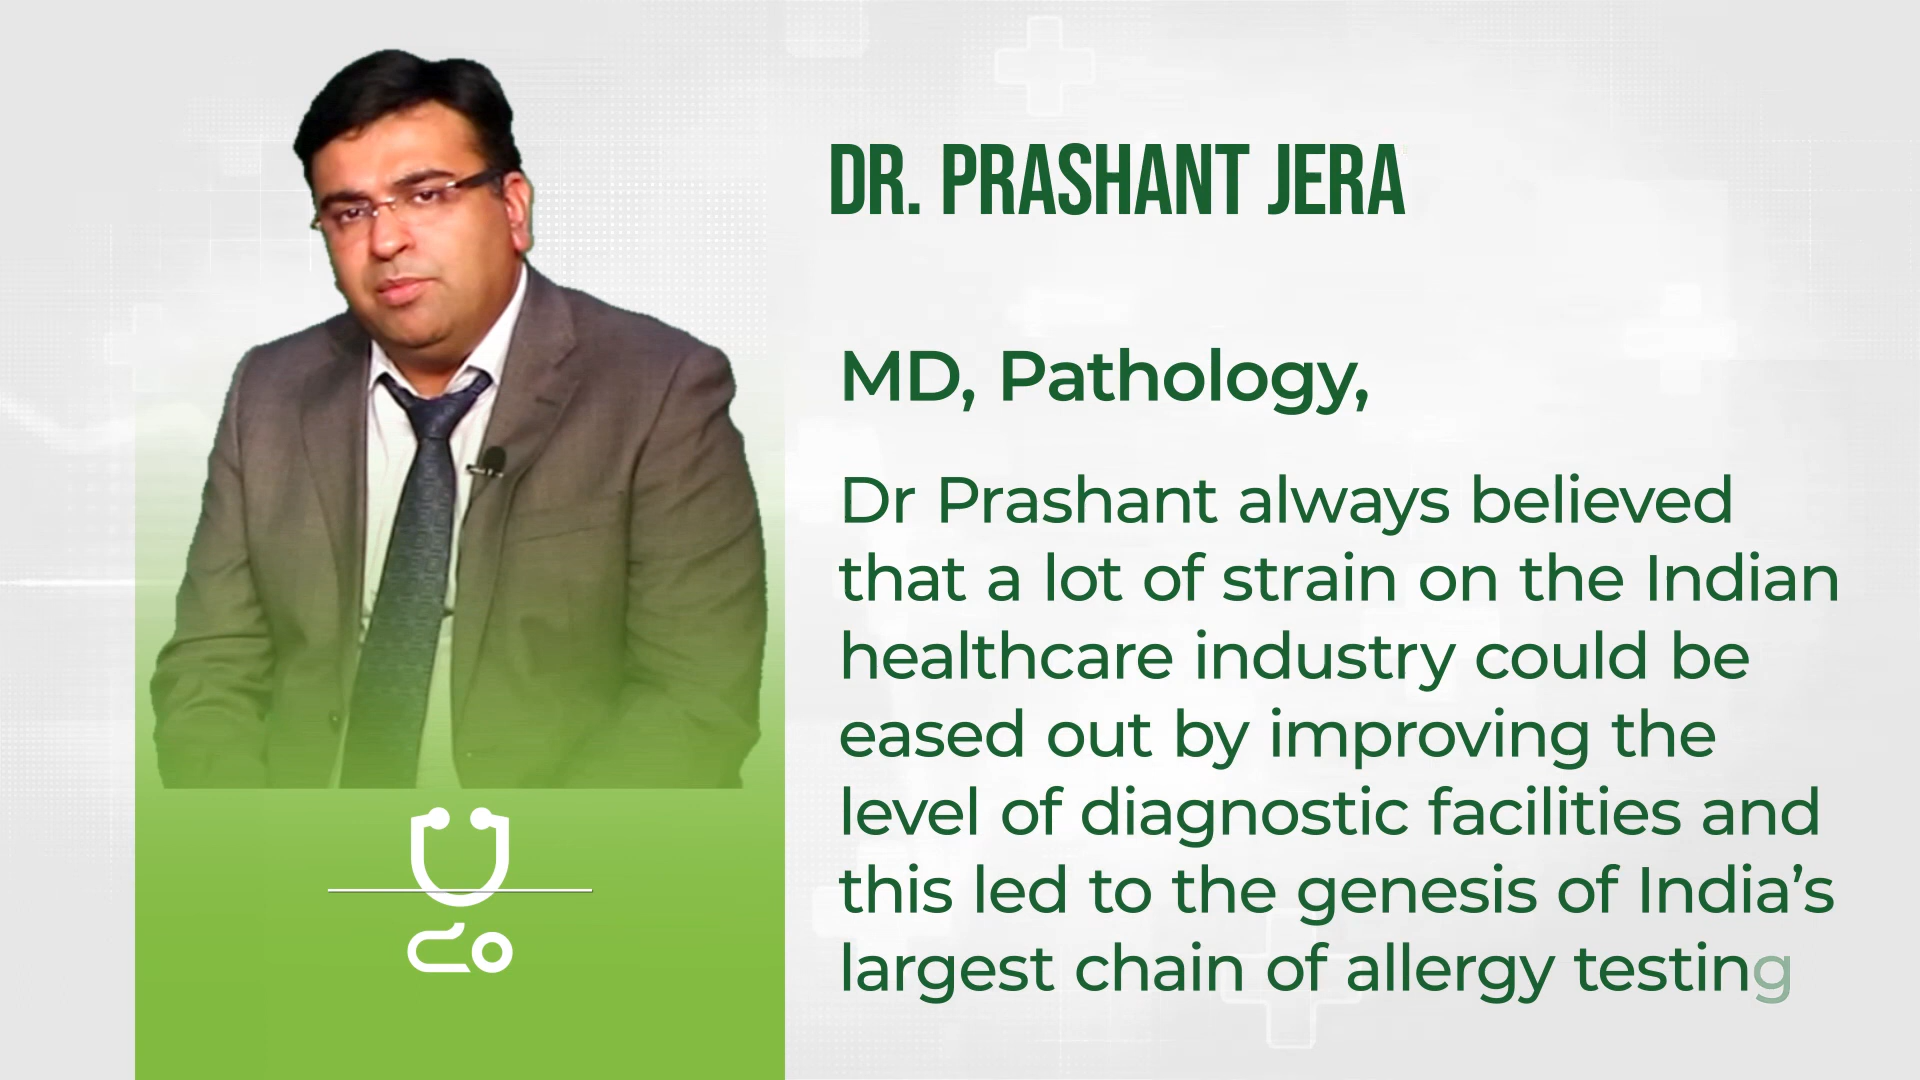 DR. PRASHANT JERA
MD, Pathology,
Dr Prashant always believed
that a lot of strain on the Indian
healthcare industry could be
eased out by improving the
level of diagnostic facilities and
this led to the genesis of India’s
largest chain of allergy testing